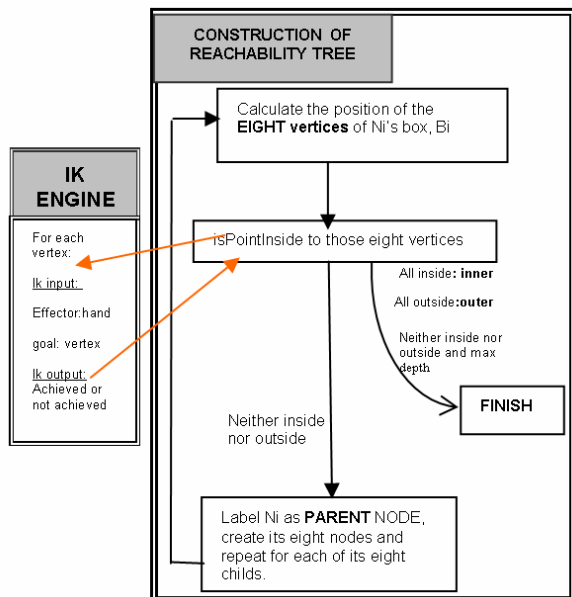 CONSTRUCTION OF
REACHABILITY TREE
Calculate the position of the
EIGHT vertices of Ni's box, Bi
IK
ENGINE
For each
vertex:
Ik input:
Effector:hand
goal: vertex
Ik output:
Achieved or
not achieved
isPointInside to those eight vertices
All inside: inner
All outside:outer
Neither inside nor
outside and max
depth
FINISH
Neither inside
nor outside
Label Ni as PARENT NODE,
create its eight nodes and
repeat for each of its eight
childs.